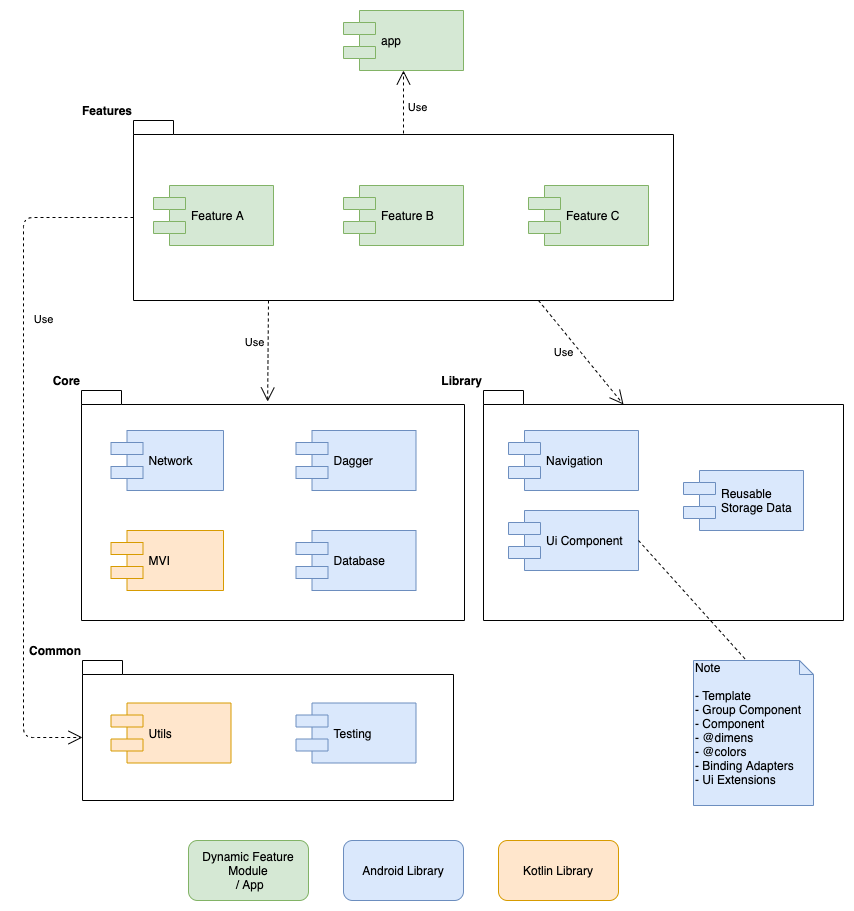 app
Use
Features
Feature A
Feature B
Feature C
Use
Use
Use
Core
Library
Network
Dagger
Navigation
Reusable
Storage Data
MVI
Database
Ui Component
Common
Utils
Testing
Note
- Template
- Group Component
- Component
- @dimens
- @colors
- Binding Adapters
- Ui Extensions
Dynamic Feature
Module
/ App
Android Library
Kotlin Library